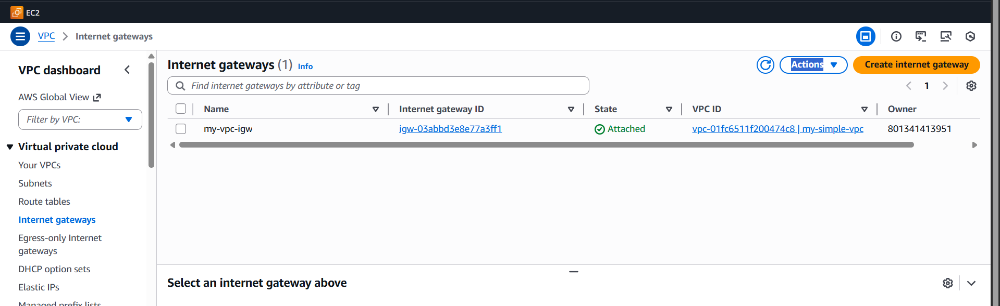 EC2
VPC > Internet gateways
VPC dashboard
AWS Global View
Filter by VPC:
Virtual private cloud
Your VPCs
Subnets
Route tables
Internet gateways
Egress-only Internet
gateways
DHCP option sets
Elastic IPs
Managed prefix lists
Internet gateways (1) Info
Actions
Create internet gateway
Find internet gateways by attribute or tag
1
Name Internet gateway ID State VPC ID Owner
my-vpc-igw igw-03abbd3e8e77a3ff1 Attached vpc-01fc6511f200474c8 | my-simple-vpc 801341413951
Select an internet gateway above